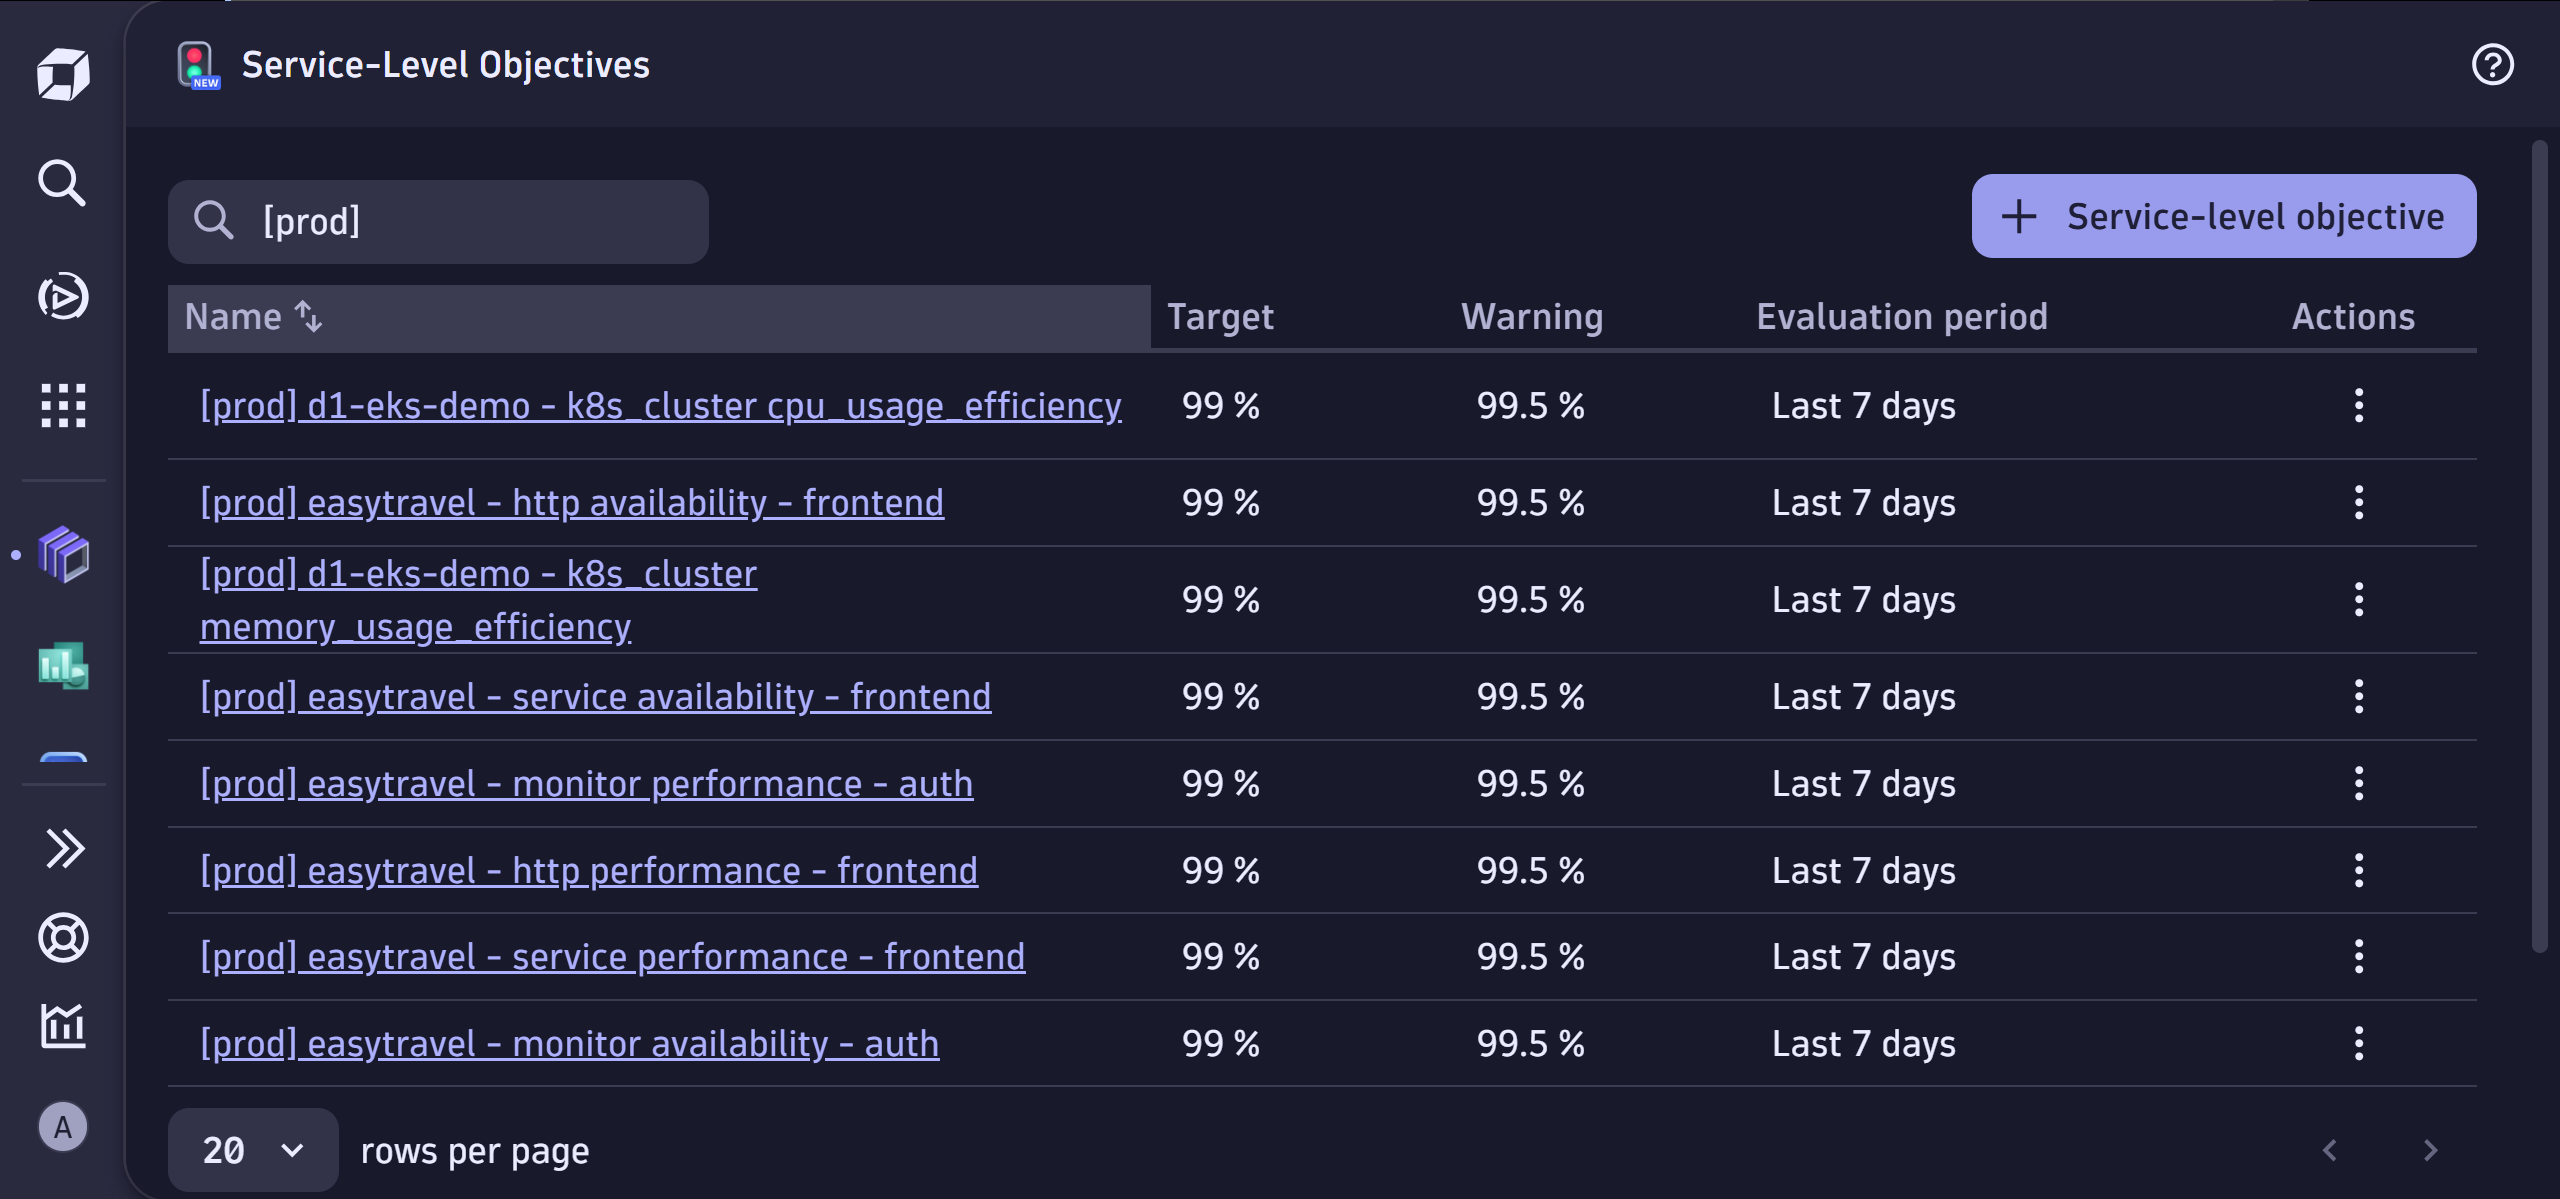 NEW
Service-Level Objectives
[prod]
Service-level objective
Name Target Warning Evaluation period Actions
[prod] d1-eks-demo - k8s_cluster cpu_usage_efficiency 99 % 99.5 % Last 7 days
[prod] easytravel - http availability - frontend 99 % 99.5 % Last 7 days
[prod] d1-eks-demo - k8s_cluster
memory_usage_efficiency 99 % 99.5 % Last 7 days
[prod] easytravel - service availability - frontend 99 % 99.5 % Last 7 days
[prod] easytravel - monitor performance - auth 99 % 99.5 % Last 7 days
[prod] easytravel - http performance - frontend 99 % 99.5 % Last 7 days
[prod] easytravel - service performance - frontend 99 % 99.5 % Last 7 days
[prod] easytravel - monitor availability - auth 99 % 99.5 % Last 7 days
A
20 rows per page